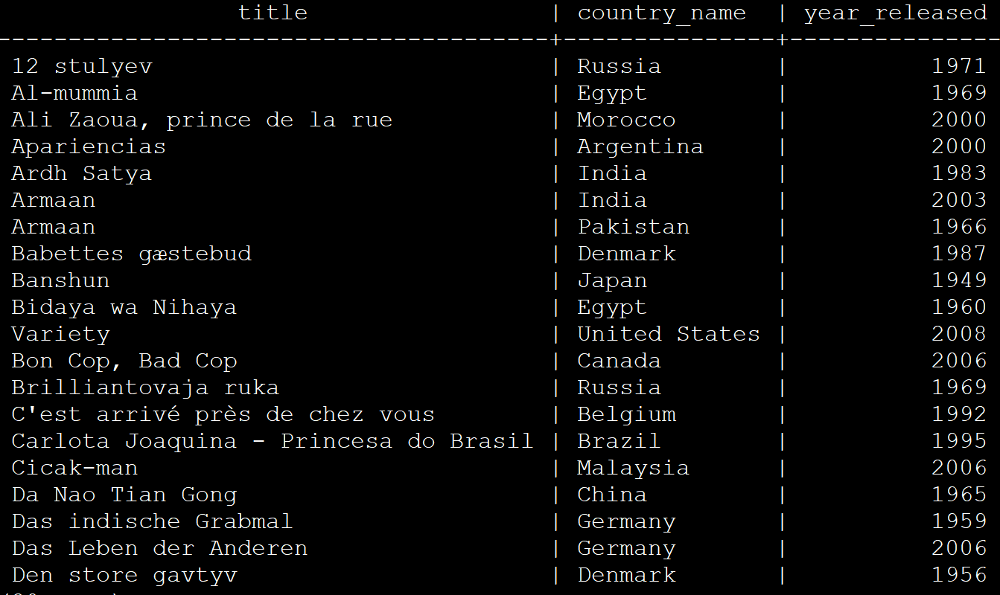 title | country_name | year_released
12 stulyev | Russia | 1971
Al-mummia | Egypt | 1969
Ali Zaoua, prince de la rue | Morocco | 2000
Apariencias | Argentina | 2000
Ardh Satya | India | 1983
Armaan | India | 2003
Armaan | Pakistan | 1966
Babettes gæstebud | Denmark | 1987
Banshun | Japan | 1949
Bidaya wa Nihaya | Egypt | 1960
Variety | United States | 2008
Bon Cop, Bad Cop | Canada | 2006
Brilliantovaja ruka | Russia | 1969
C'est arrivé près de chez vous | Belgium | 1992
Carlota Joaquina - Princesa do Brasil | Brazil | 1995
Cicak-man | Malaysia | 2006
Da Nao Tian Gong | China | 1965
Das indische Grabmal | Germany | 1959
Das Leben der Anderen | Germany | 2006
Den store gavtyv | Denmark | 1956